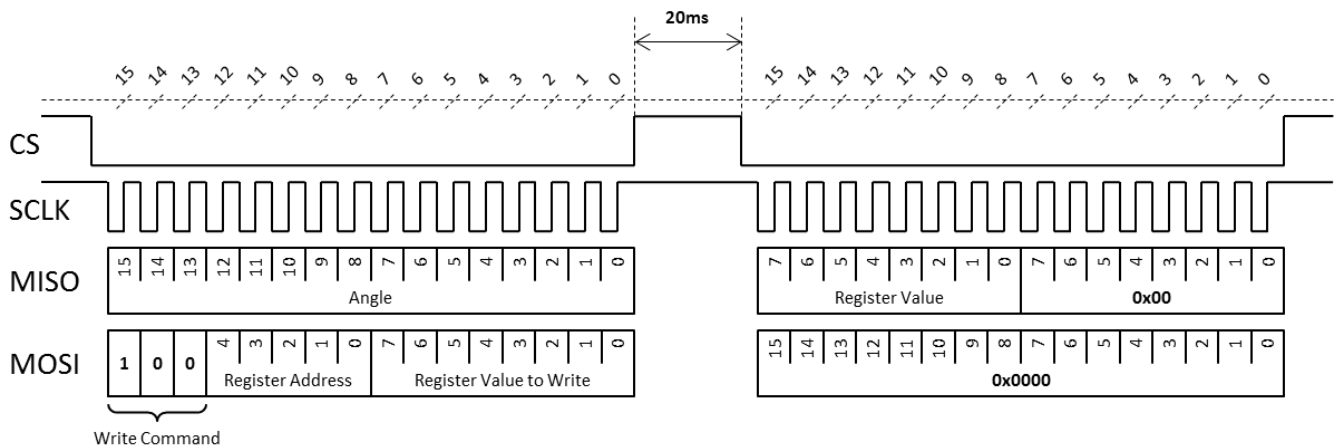 20ms
15 14 13 12 11 10 9 8 7 6 5 4 3 2 1 0 15 14 13 12 11 10 9 8 7 6 5 4 3 2 1 0
CS
SCLK
MISO
15 14 13 12 11 10 9 8 7 6 5 4 3 2 1 0 7 6 5 4 3 2 1 0 7 6 5 4 3 2 1 0
Angle Register Value 0x00
MOSI
1 0 0 4 3 2 1 0 7 6 5 4 3 2 1 0 15 14 13 12 11 10 9 8 7 6 5 4 3 2 1 0
Register Address Register Value to Write 0x0000
Write Command